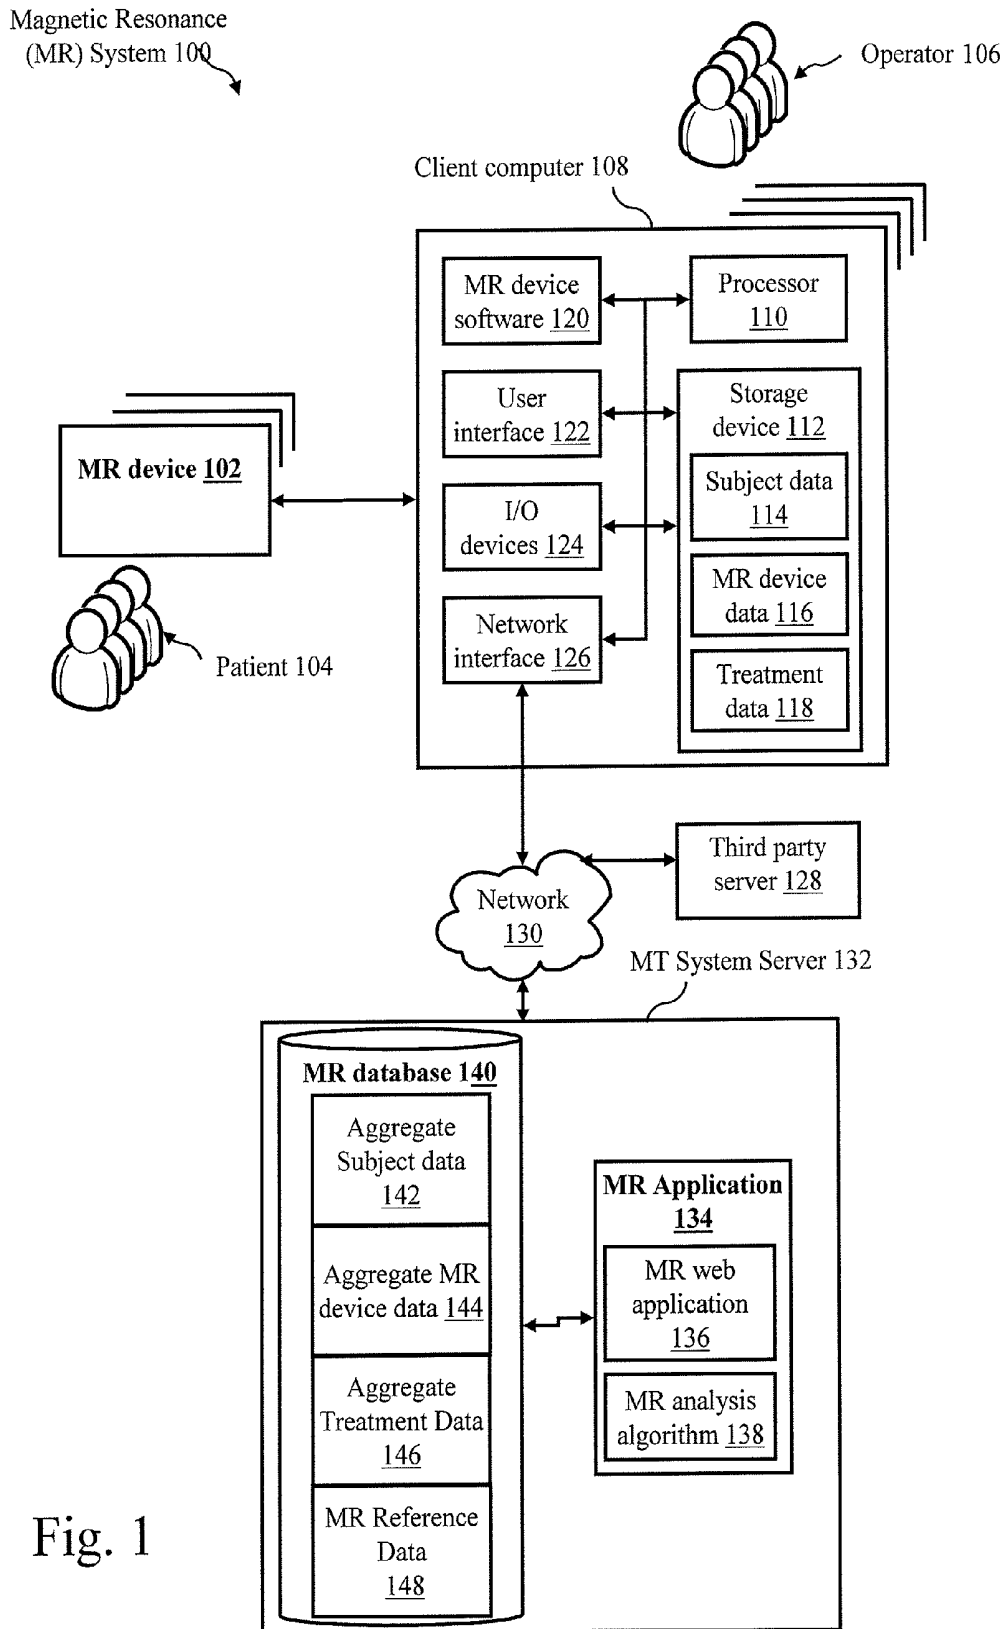 Magnetic Resonance
(MR) System 100
Operator 106
Client computer 108
MR device
software 120
Processor
110
User
interface 122
Storage
device 112
MR device 102
Subject data
114
I/O
devices 124
MR device
data 116
Network
interface 126
Patient 104
Treatment
data 118
Third party
server 128
Network
130
MT System Server 132
MR database 140
Aggregate
Subject data
142
MR Application
134
Aggregate MR
device data 144
MR web
application
136
Aggregate
Treatment Data
146
MR analysis
algorithm 138
MR Reference
Data
148
Fig. 1